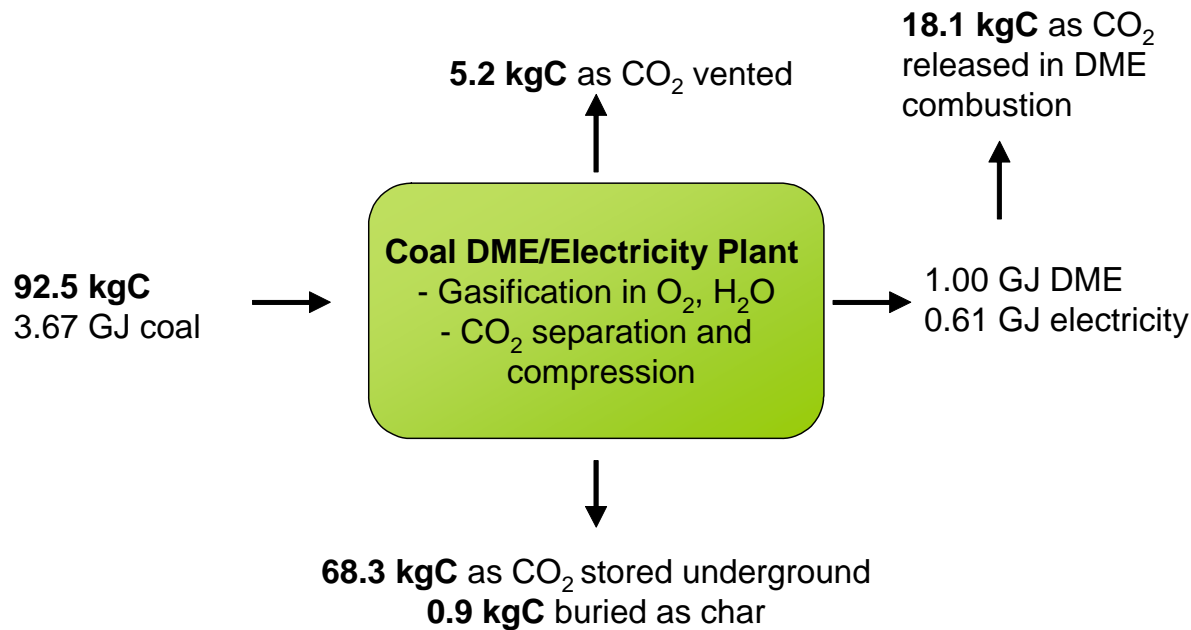 5.2 kgC as CO2 vented
18.1 kgC as CO2
released in DME
combustion
92.5 kgC
3.67 GJ coal
Coal DME/Electricity Plant
- Gasification in O2, H2O
- CO2 separation and
compression
1.00 GJ DME
0.61 GJ electricity
68.3 kgC as CO2 stored underground
0.9 kgC buried as char